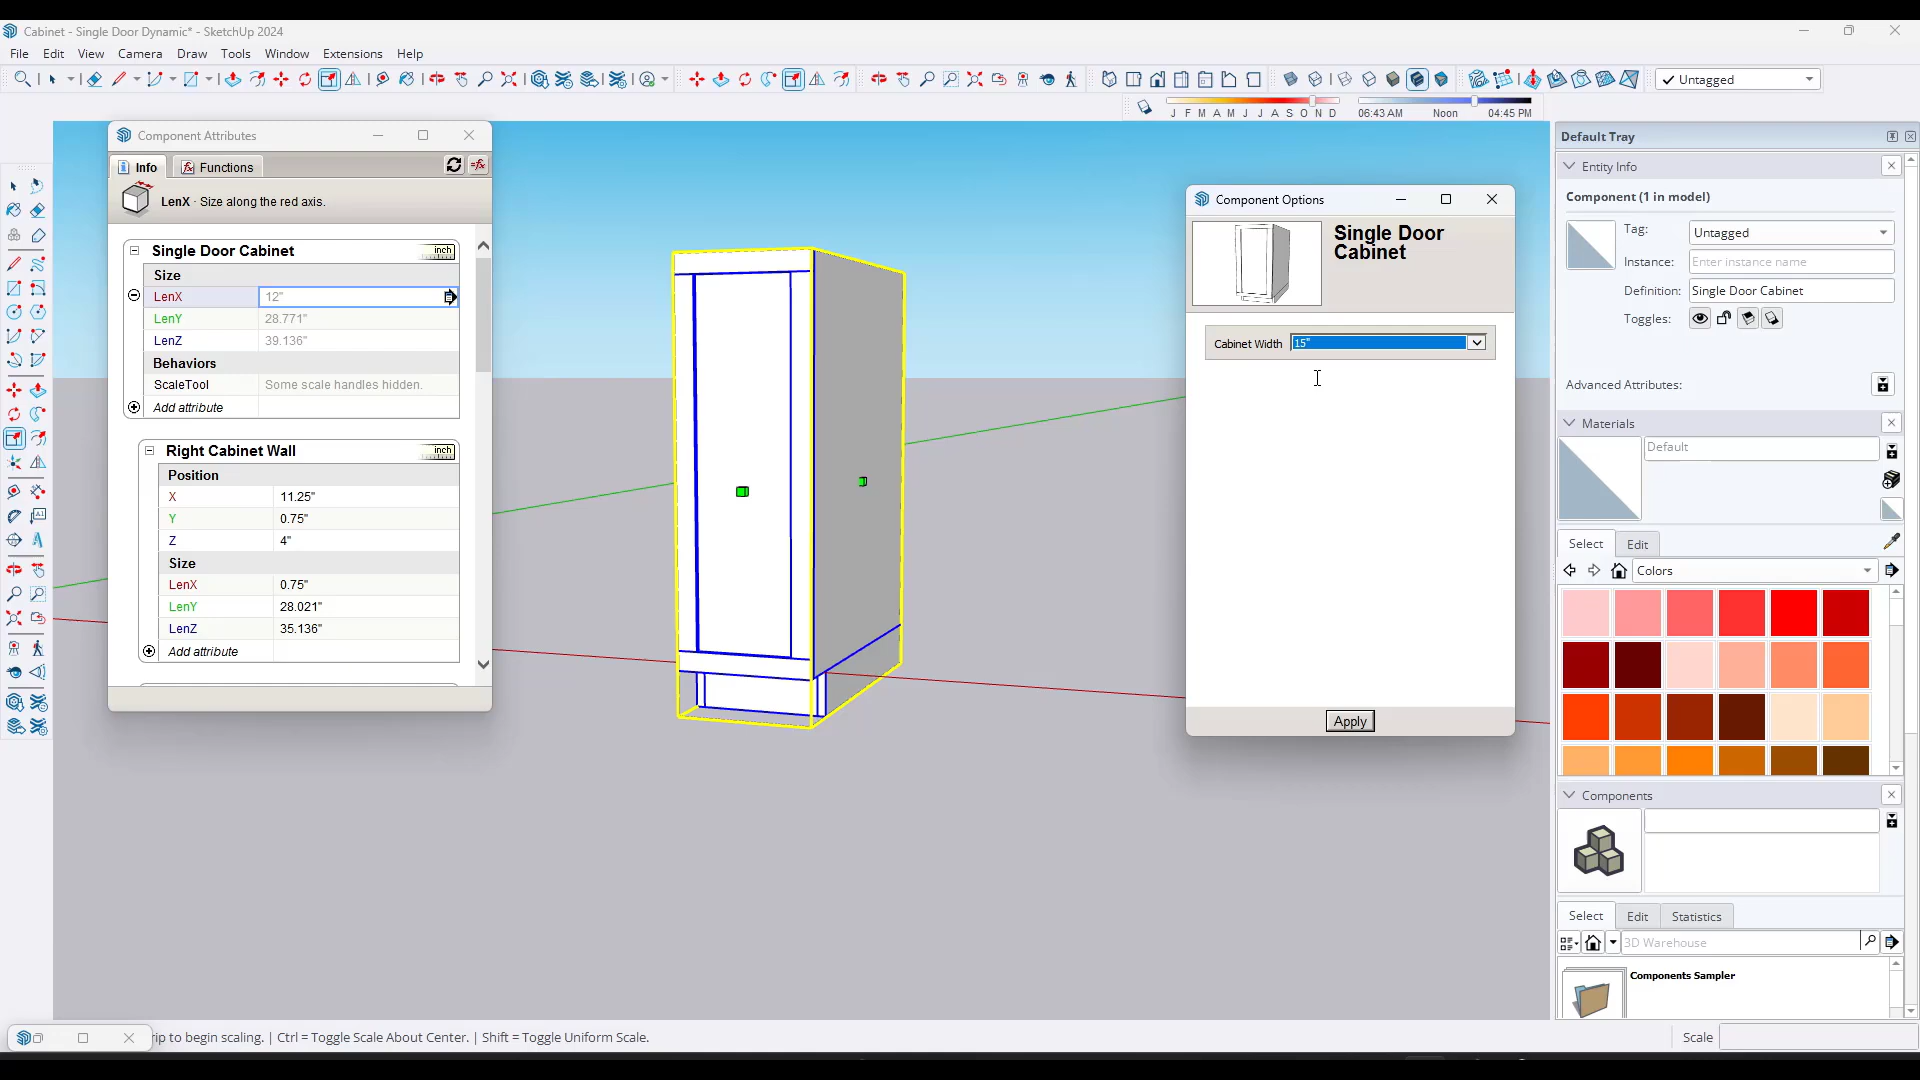 Cabinet - Single Door Dynamic* - SketchUp 2024
File Edit View Camera Draw Tools Window Extensions Help
Untagged
J F M A M J J A S O N D
06:43 AM Noon 04:45 PM
Component Attributes
Info Functions
LenX · Size along the red axis.
Single Door Cabinet inch
Size
LenX 12"
LenY 28.771"
LenZ 39.136"
Behaviors
ScaleTool Some scale handles hidden.
Add attribute
Right Cabinet Wall inch
Position
X 11.25"
Y 0.75"
Z 4"
Size
LenX 0.75"
LenY 28.021"
LenZ 35.136"
Add attribute
Component Options
Single Door
Cabinet
Cabinet Width 15"
Apply
Default Tray
Entity Info
Component (1 in model)
Tag: Untagged
Instance: Enter instance name
Definition: Single Door Cabinet
Toggles:
Advanced Attributes:
Materials
Default
Select Edit
Colors
Components
Select Edit Statistics
3D Warehouse
Components Sampler
rip to begin scaling. | Ctrl = Toggle Scale About Center. | Shift = Toggle Uniform Scale.
Scale